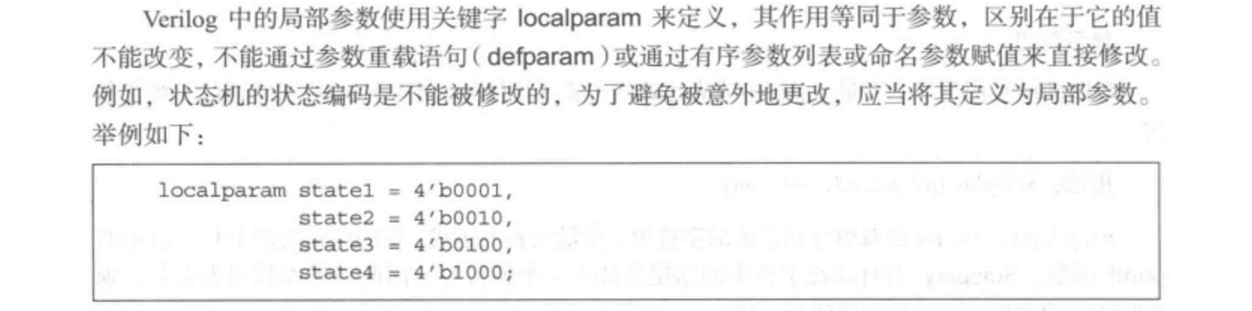 Verilog 中的局部参数使用关键字 localparam 来定义，其作用等同于参数，区别在于它的值
不能改变，不能通过参数重载语句（defparam）或通过有序参数列表或命名参数赋值来直接修改。
例如，状态机的状态编码是不能被修改的，为了避免被意外地更改，应当将其定义为局部参数。
举例如下：
localparam state1 = 4'b0001,
state2 = 4'b0010,
state3 = 4'b0100,
state4 = 4'b1000;